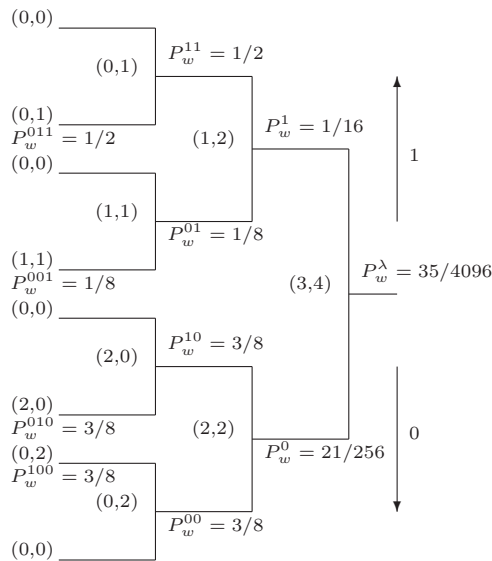 (0,0)
P_w^{11} = 1/2
(0,1)
(0,1)
P_w^{011} = 1/2
P_w^1 = 1/16
(1,2)
1
(0,0)
(1,1)
P_w^{01} = 1/8
(1,1)
P_w^{001} = 1/8
P_w^λ = 35/4096
(3,4)
(0,0)
P_w^{10} = 3/8
(2,0)
(2,0)
P_w^{010} = 3/8
(2,2)
0
(0,2)
P_w^0 = 21/256
P_w^{100} = 3/8
(0,2)
P_w^{00} = 3/8
(0,0)